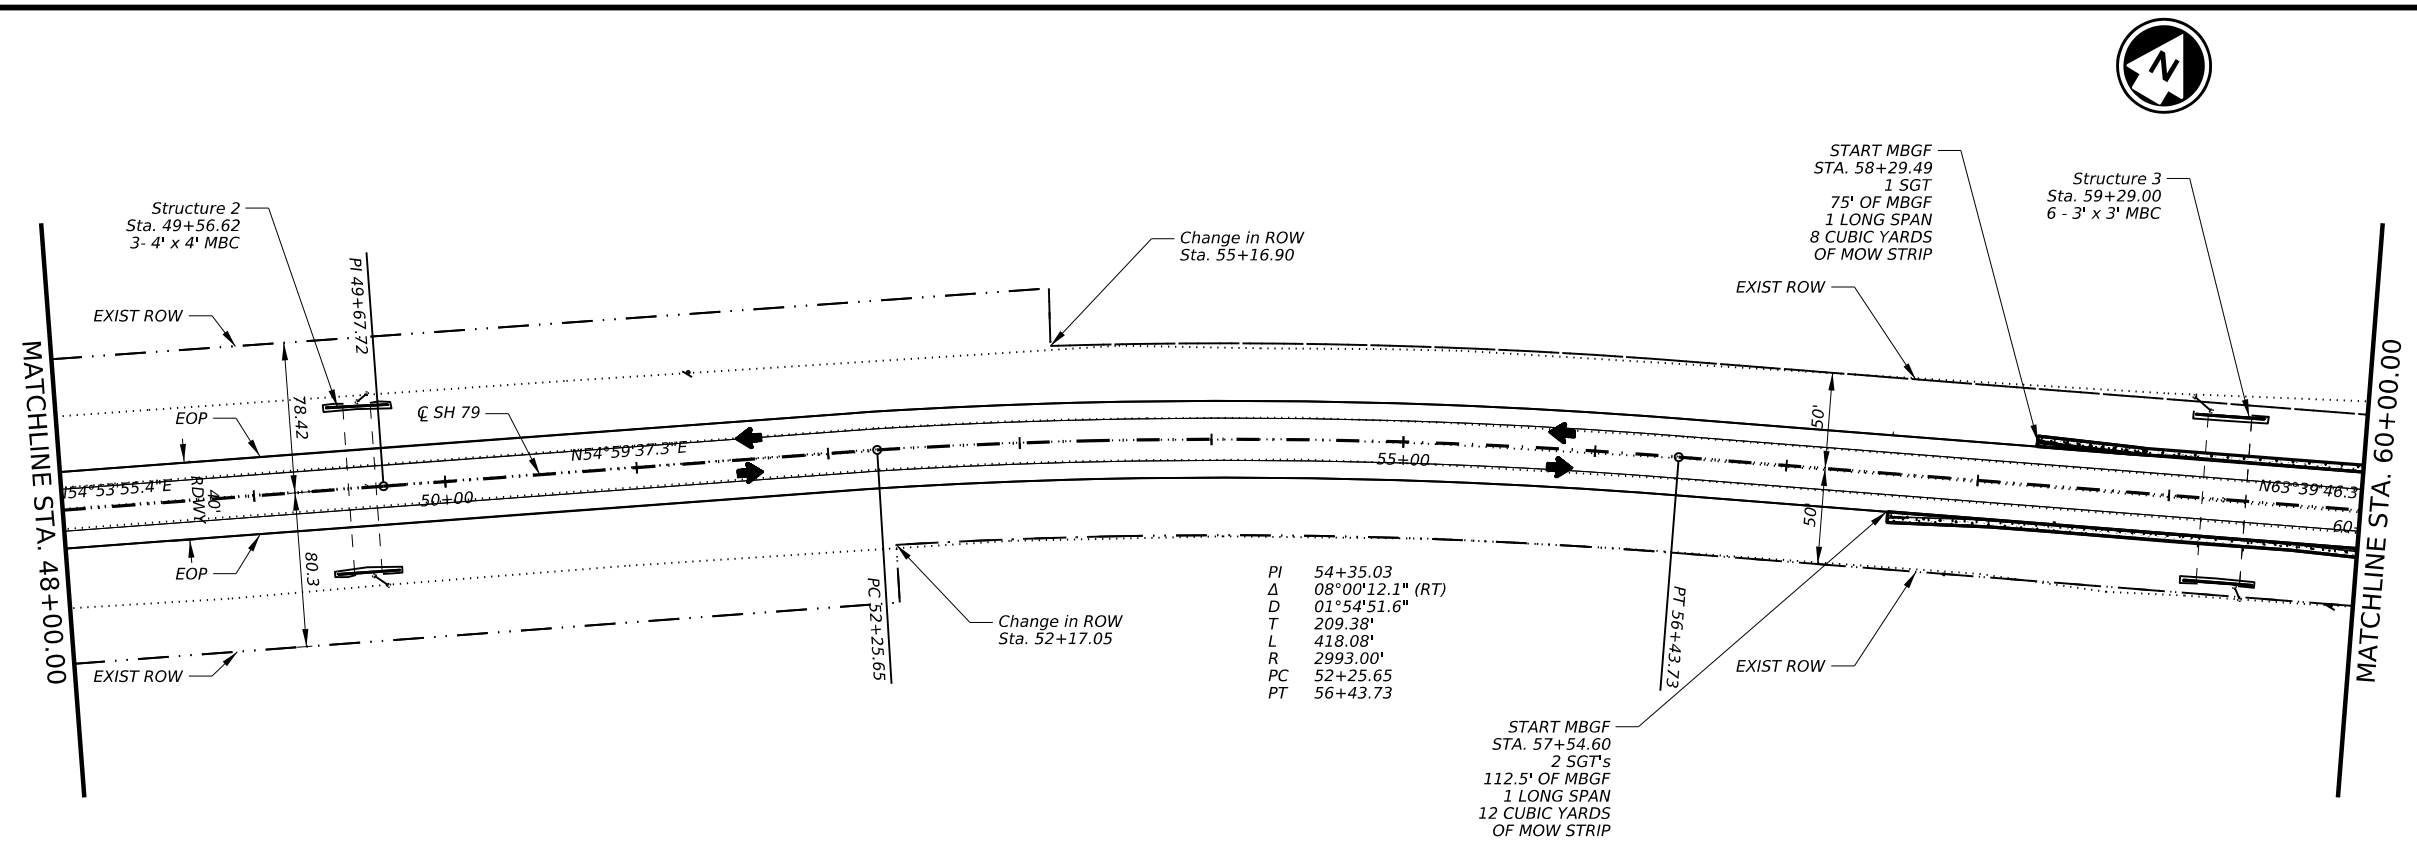 N
START MBGF
STA. 58+29.49
1 SGT
75' OF MBGF
1 LONG SPAN
8 CUBIC YARDS
OF MOW STRIP
Structure 3
Sta. 59+29.00
6 - 3' x 3' MBC
Structure 2
Sta. 49+56.62
3- 4' x 4' MBC
PI 49+67.72
Change in ROW
Sta. 55+16.90
EXIST ROW
EXIST ROW
MATCHLINE STA. 48+00.00
MATCHLINE STA. 60+00.00
EOP
78.42
℄ SH 79
50'
N54°59'37.3"E
55+00
N54°53'55.4"E
40'
RDWY
50+00
N63°39'46.3
60-
50'
EOP
80.3
PC 52+25.65
Change in ROW
Sta. 52+17.05
PI 54+35.03
Δ 08°00'12.1" (RT)
D 01°54'51.6"
T 209.38'
L 418.08'
R 2993.00'
PC 52+25.65
PT 56+43.73
PT 56+43.73
EXIST ROW
EXIST ROW
START MBGF
STA. 57+54.60
2 SGT's
112.5' OF MBGF
1 LONG SPAN
12 CUBIC YARDS
OF MOW STRIP